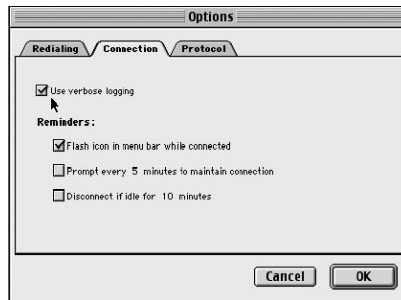 Options
Redialing Connection Protocol
Use verbose logging
Reminders:
Flash icon in menu bar while connected
Prompt every 5 minutes to maintain connection
Disconnect if idle for 10 minutes
Cancel OK